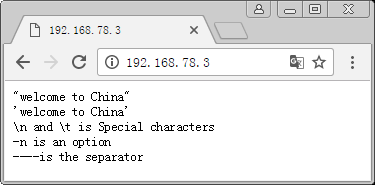 192.168.78.3
192.168.78.3
"welcome to China"
'welcome to China'
\n and \t is Special characters
-n is an option
----is the separator